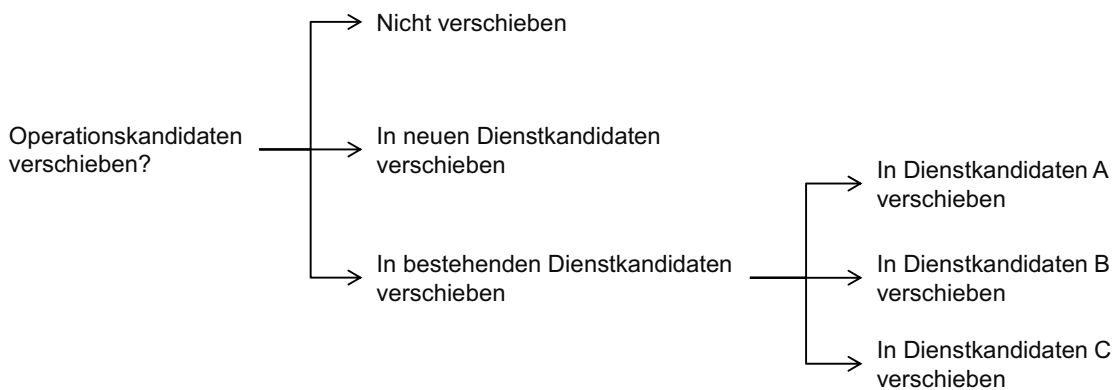 Nicht verschieben
Operationskandidaten
verschieben?
In neuen Dienstkandidaten
verschieben
In bestehenden Dienstkandidaten
verschieben
In Dienstkandidaten A
verschieben
In Dienstkandidaten B
verschieben
In Dienstkandidaten C
verschieben